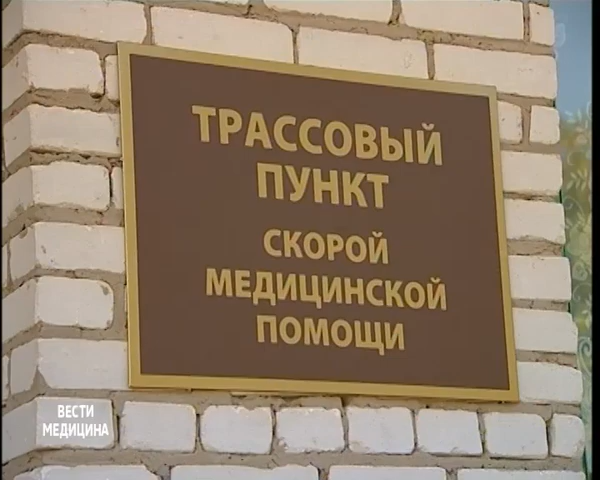 ТРАССОВЫЙ
ПУНКТ
СКОРОЙ
МЕДИЦИНСКОЙ
ПОМОЩИ
ВЕСТИ
МЕДИЦИНА